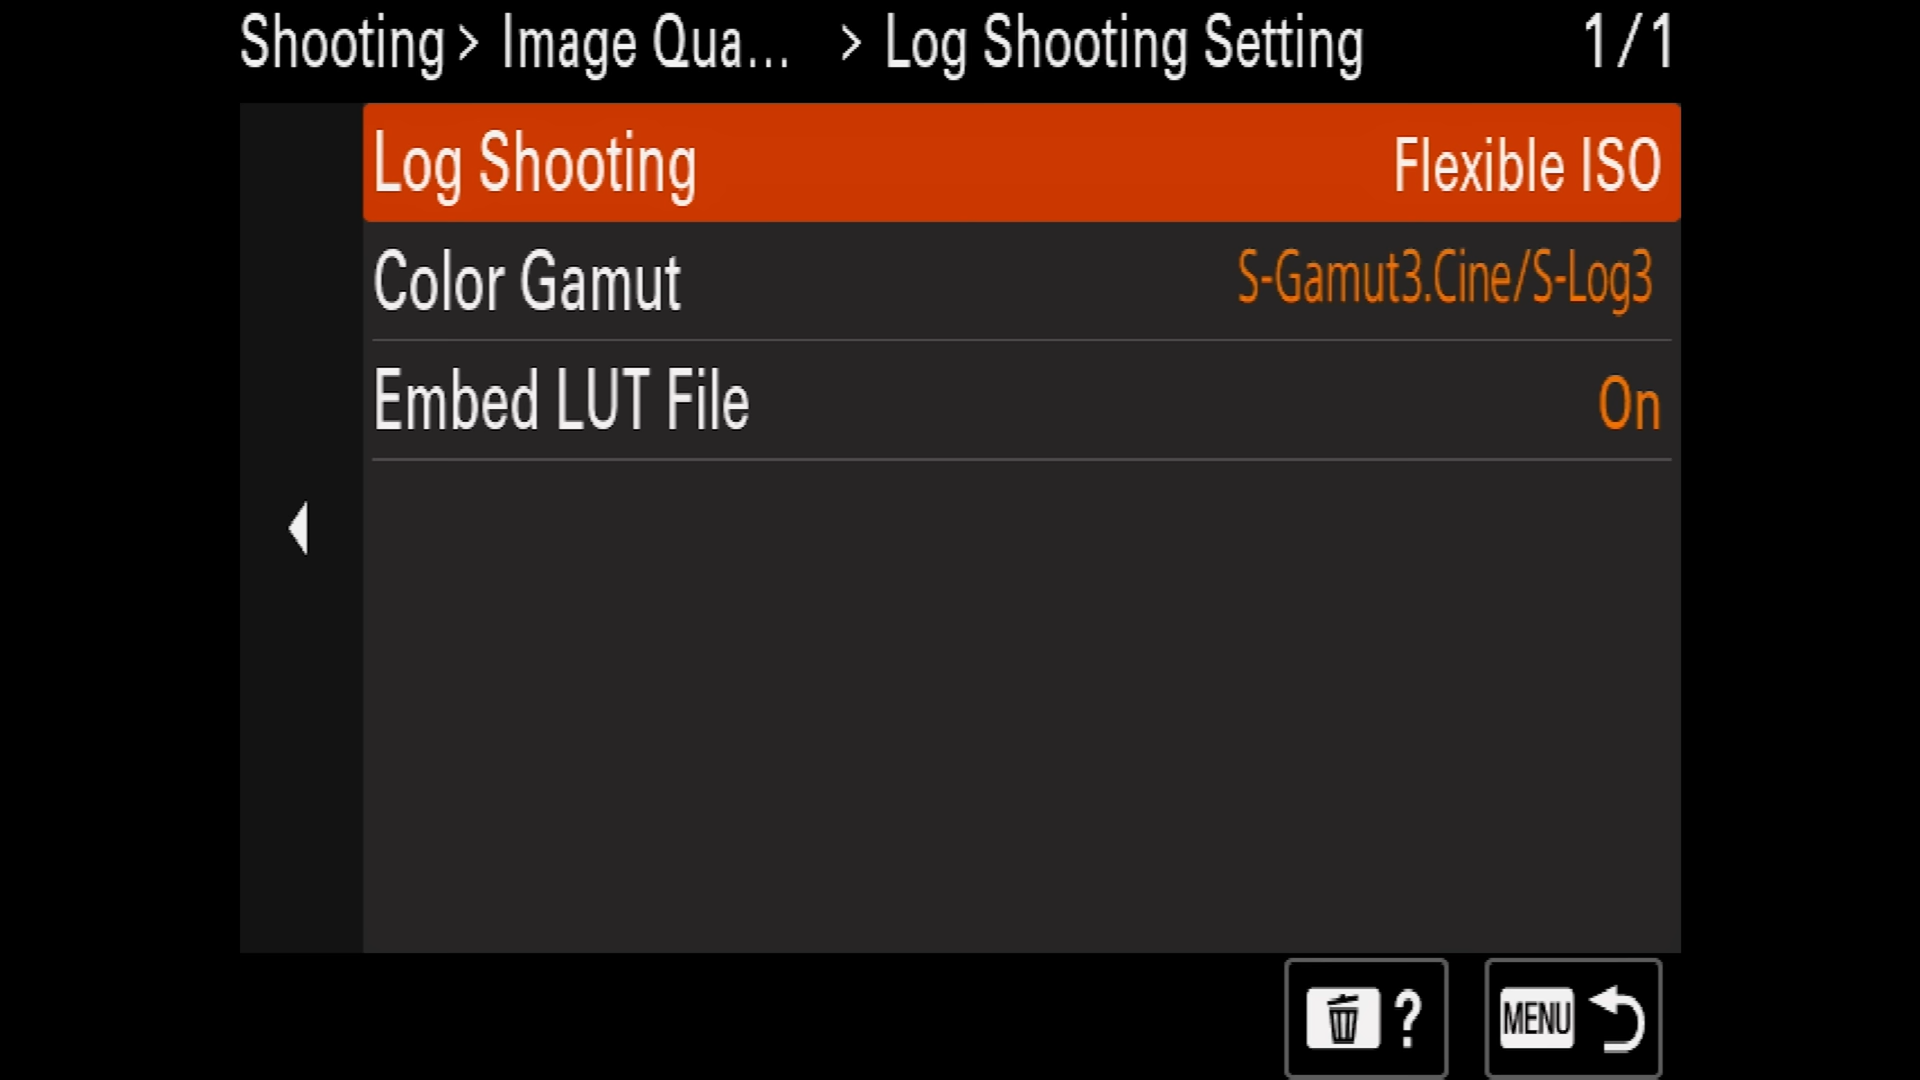 Shooting > Image Qua... > Log Shooting Setting 1/1
Log Shooting Flexible ISO
Color Gamut S-Gamut3.Cine/S-Log3
Embed LUT File On
? MENU